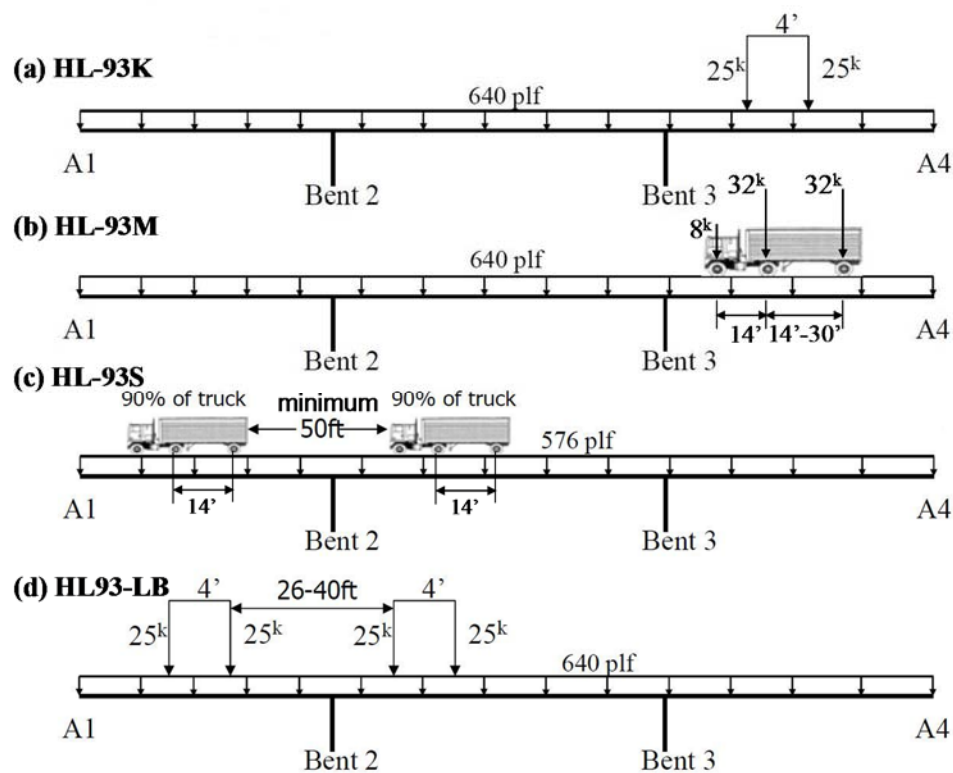 4’
(a) HL-93K
25k 25k
640 plf
A1 A4
Bent 2 Bent 3
32k 32k
(b) HL-93M
8k
640 plf
A1 A4
14’ 14’-30’
Bent 2 Bent 3
(c) HL-93S
90% of truck minimum 90% of truck
50ft
576 plf
14’ 14’
A1 A4
Bent 2 Bent 3
(d) HL93-LB
4’ 26-40ft 4’
25k 25k 25k 25k
640 plf
A1 A4
Bent 2 Bent 3